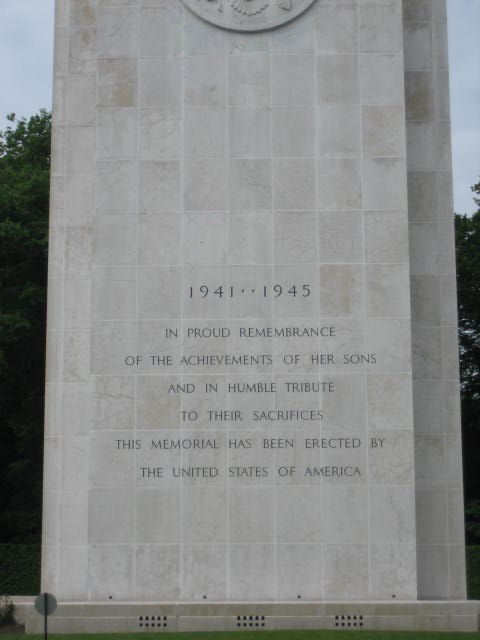 1941··1945
IN PROUD REMEMBRANCE
OF THE ACHIEVEMENTS OF HER SONS
AND IN HUMBLE TRIBUTE
TO THEIR SACRIFICES
THIS MEMORIAL HAS BEEN ERECTED BY
THE UNITED STATES OF AMERICA